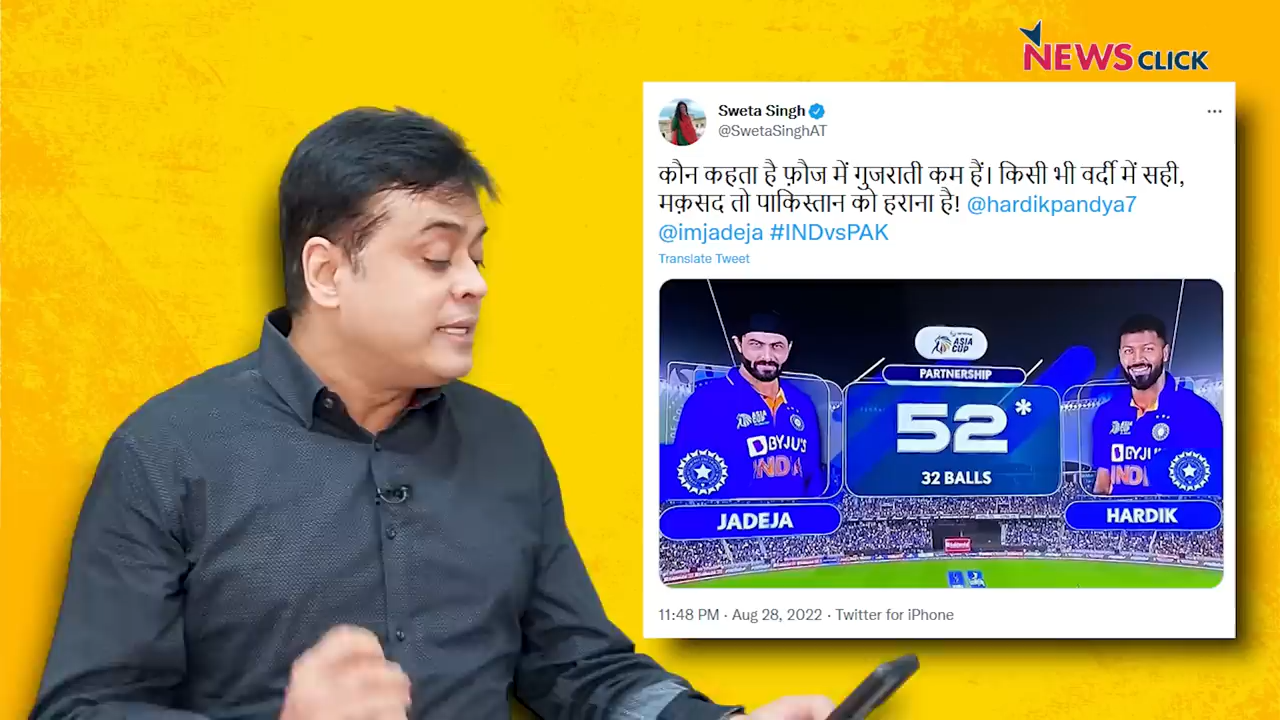 NEWS CLICK
Sweta Singh
@SwetaSinghAT
कौन कहता है फ़ौज में गुजराती कम हैं। किसी भी वर्दी में सही,
मक़सद तो पाकिस्तान को हराना है! @hardikpandya7
@imjadeja #INDvsPAK
Translate Tweet
ASIA
CUP
PARTNERSHIP
52*
32 BALLS
BYJU'S
INDIA
BYJU
INDI
JADEJA
HARDIK
11:48 PM · Aug 28, 2022 · Twitter for iPhone